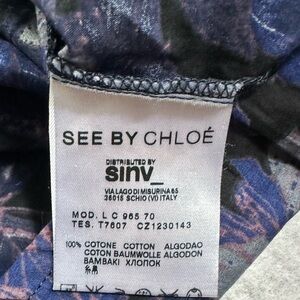 SEE BY CHLOÉ
DISTRIBUTED BY
sinv_
VIA LAGO DI MISURINA 65
36015 SCHIO (VI) ITALY
MOD. L C 965 70
TES. T7607 CZ1230143
100% COTONE COTTON ALGODAO
COTON BAUMWOLLE ALGODON
BAMBAKI ХЛОПОК
綿